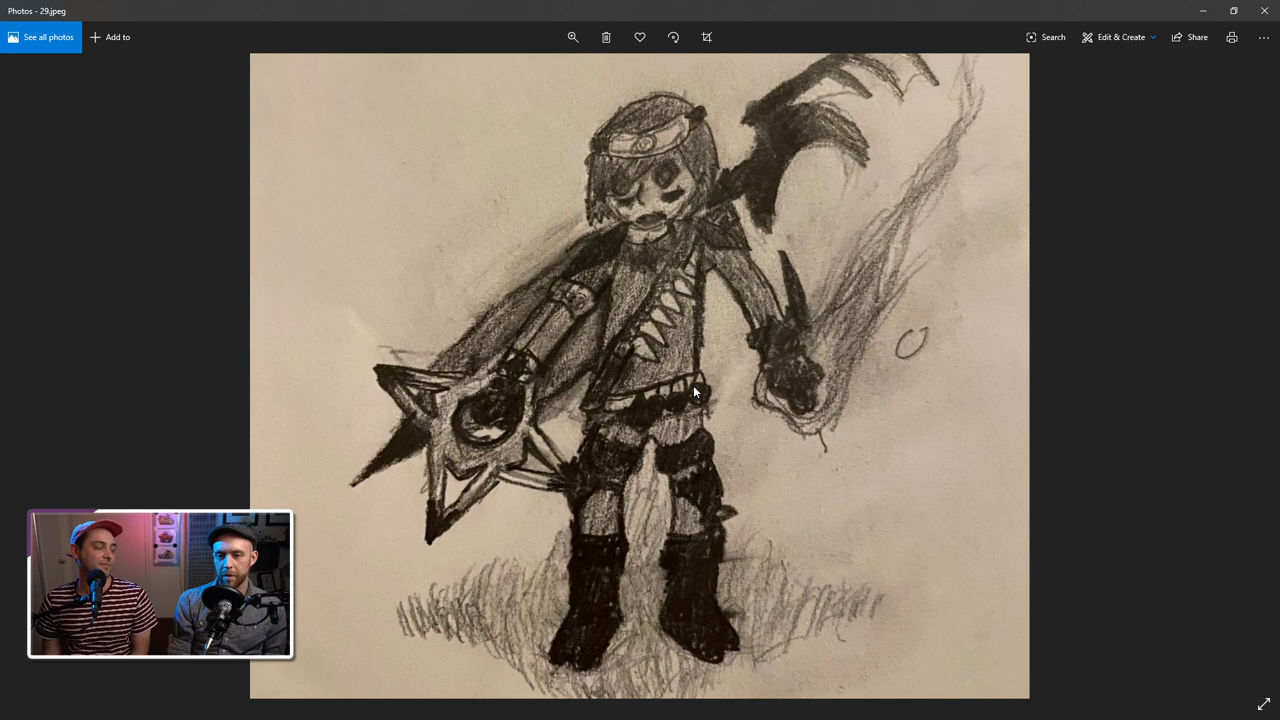 Photos - 29.jpeg
See all photos
Add to
Search
Edit & Create
Share